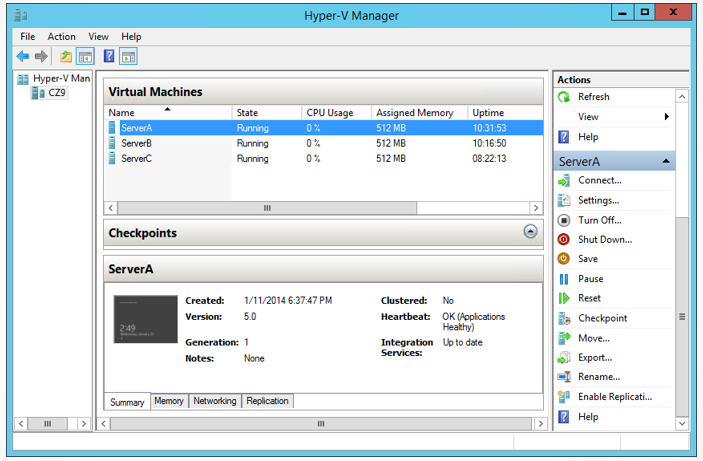 Hyper-V Manager
File Action View Help
Hyper-V Man
CZ9
Virtual Machines
Name State CPU Usage Assigned Memory Uptime
ServerA Running 0 % 512 MB 10:31:53
ServerB Running 0 % 512 MB 10:16:50
ServerC Running 0 % 512 MB 08:22:13
Checkpoints
ServerA
2:49
Created: 1/11/2014 6:37:47 PM
Version: 5.0
Generation: 1
Notes: None
Clustered: No
Heartbeat: OK (Applications
Healthy)
Integration Up to date
Services:
Summary Memory Networking Replication
Actions
Refresh
View
Help
ServerA
Connect...
Settings...
Turn Off...
Shut Down...
Save
Pause
Reset
Checkpoint
Move...
Export...
Rename...
Enable Replicati...
Help